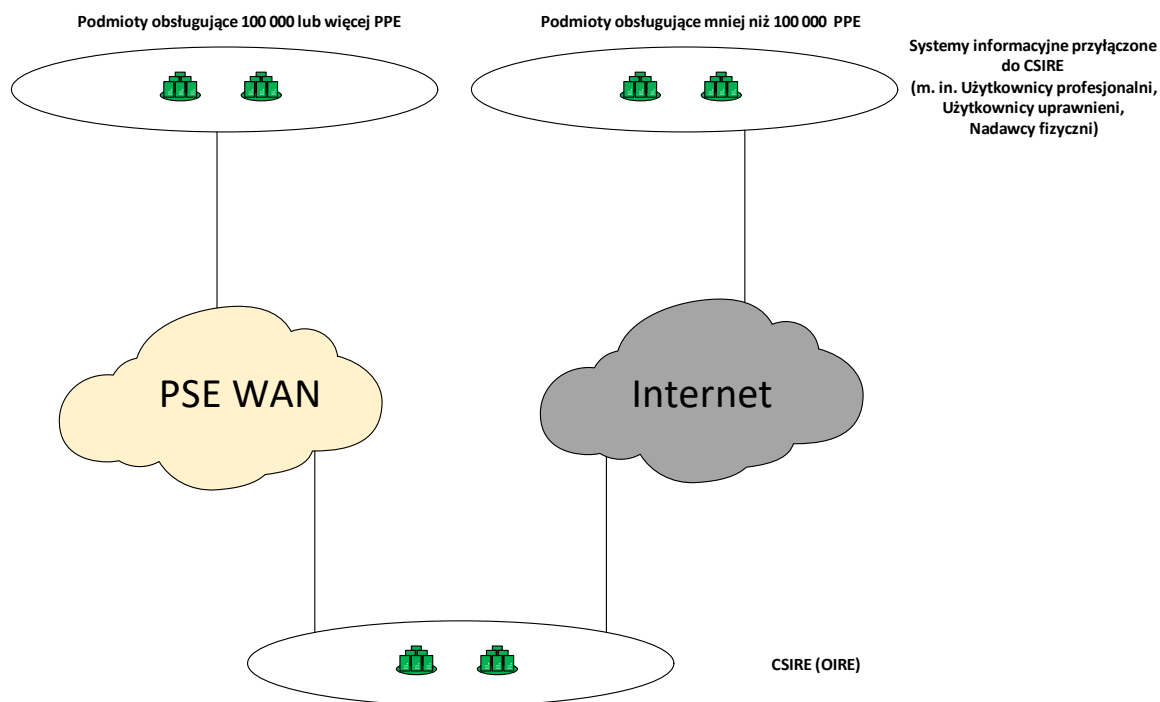 Podmioty obsługujące 100 000 lub więcej PPE
Podmioty obsługujące mniej niż 100 000 PPE
Systemy informacyjne przyłączone
do CSIRE
(m. in. Użytkownicy profesjonalni,
Użytkownicy uprawnieni,
Nadawcy fizyczni)
PSE WAN
Internet
CSIRE (OIRE)